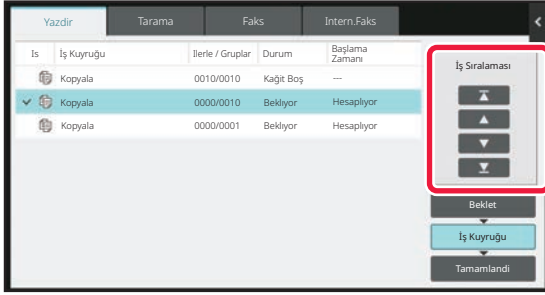 Yazdir Tarama Faks Intern.Faks
Is İş Kuyruğu Ilerle / Gruplar Durum Başlama Zamanı
Kopyala 0010/0010 Kağit Boş ---
Kopyala 0000/0010 Bekliyor Hesaplıyor
Kopyala 0000/0001 Bekliyor Hesaplıyor
İş Sıralaması
Beklet
İş Kuyruğu
Tamamlandi